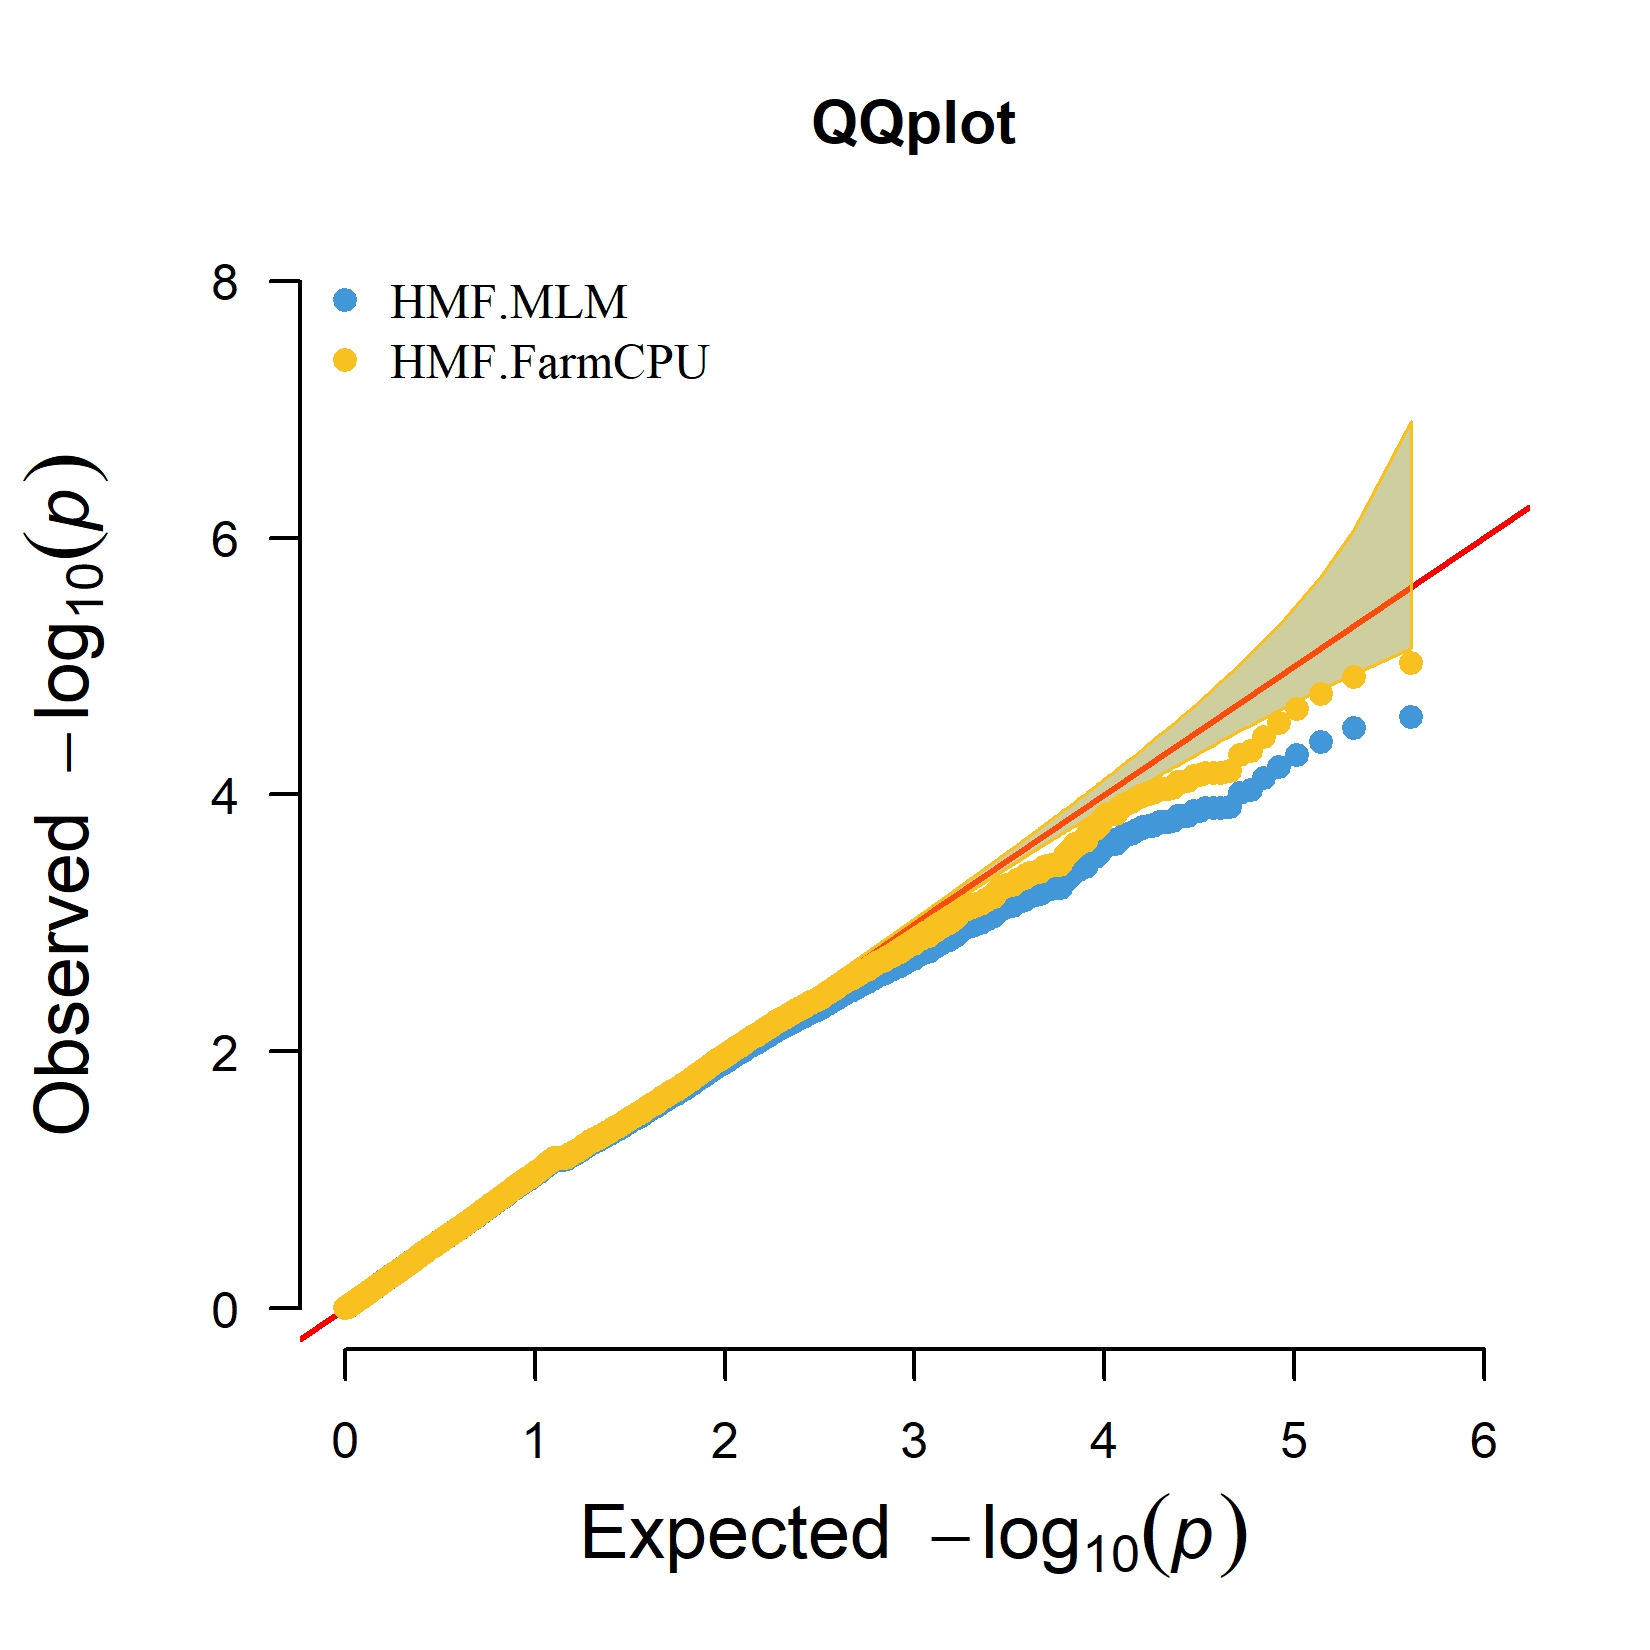 QQplot
HMF.MLM
HMF.FarmCPU
Observed −log₁₀(p)
8
6
4
2
0
0 1 2 3 4 5 6
Expected −log₁₀(p)